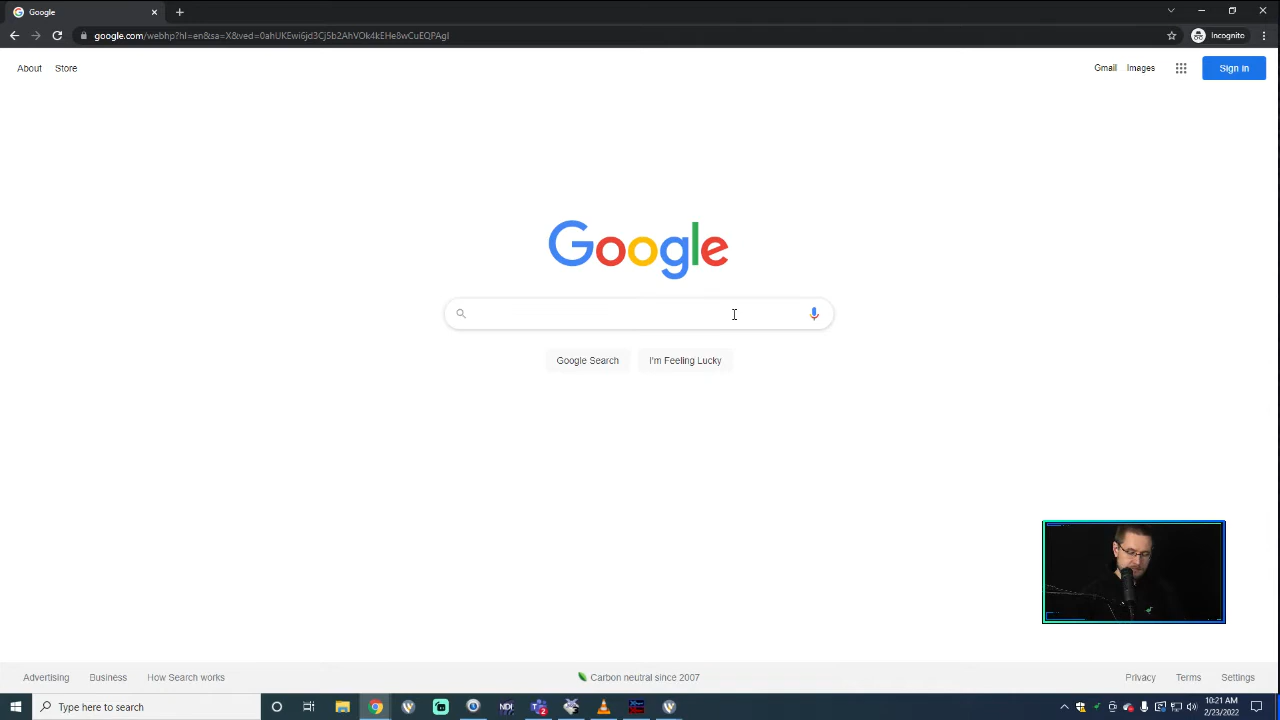 Google
google.com/webhp?hl=en&sa=X&ved=0ahUKEwi6jd3Cj5b2AhVOk4kEHe8wCuEQPAgI
Incognito
About Store
Gmail Images Sign in
Google
Google Search I'm Feeling Lucky
Advertising Business How Search works
Carbon neutral since 2007
Privacy Terms Settings
Type here to search
10:21 AM
2/23/2022